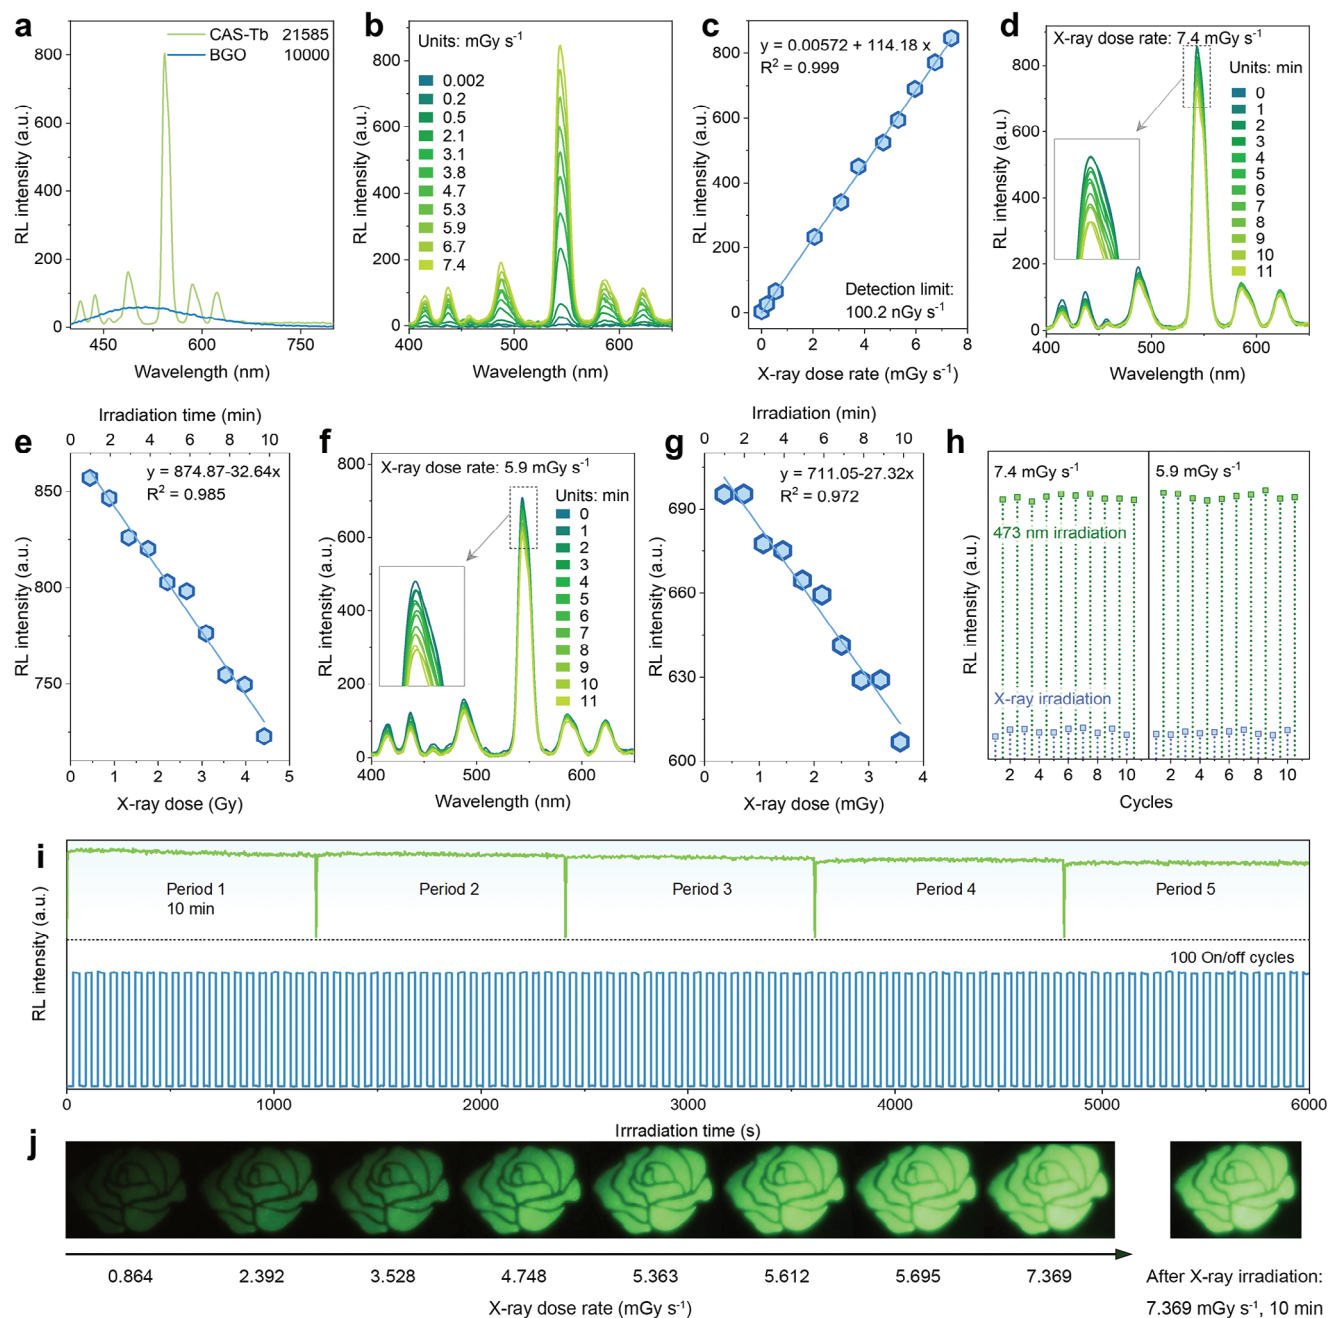 a
CAS-Tb 21585
BGO 10000
800
600
400
200
0
450 600 750
RL intensity (a.u.)
Wavelength (nm)
b
Units: mGy s⁻¹
0.002
0.2
0.5
2.1
3.1
3.8
4.7
5.3
5.9
6.7
7.4
800
600
400
200
0
400 500 600
RL intensity (a.u.)
Wavelength (nm)
c
y = 0.00572 + 114.18 x
R² = 0.999
Detection limit:
100.2 nGy s⁻¹
800
600
400
200
0
0 2 4 6 8
RL intensity (a.u.)
X-ray dose rate (mGy s⁻¹)
d
X-ray dose rate: 7.4 mGy s⁻¹
Units: min
0
1
2
3
4
5
6
7
8
9
10
11
800
600
400
200
0
400 500 600
RL intensity (a.u.)
Wavelength (nm)
e
Irradiation time (min)
0 2 4 6 8 10
y = 874.87-32.64x
R² = 0.985
850
800
750
0 1 2 3 4 5
RL intensity (a.u.)
X-ray dose (Gy)
f
X-ray dose rate: 5.9 mGy s⁻¹
Units: min
0
1
2
3
4
5
6
7
8
9
10
11
800
600
400
200
0
400 500 600
RL intensity (a.u.)
Wavelength (nm)
g
Irradiation (min)
0 2 4 6 8 10
y = 711.05-27.32x
R² = 0.972
690
660
630
600
0 1 2 3 4
RL intensity (a.u.)
X-ray dose (mGy)
h
7.4 mGy s⁻¹ 5.9 mGy s⁻¹
473 nm irradiation
X-ray irradiation
2 4 6 8 10 2 4 6 8 10
RL intensity (a.u.)
Cycles
i
Period 1 Period 2 Period 3 Period 4 Period 5
10 min
100 On/off cycles
RL intensity (a.u.)
0 1000 2000 3000 4000 5000 6000
Irrradiation time (s)
j
0.864 2.392 3.528 4.748 5.363 5.612 5.695 7.369
X-ray dose rate (mGy s⁻¹)
After X-ray irradiation:
7.369 mGy s⁻¹, 10 min